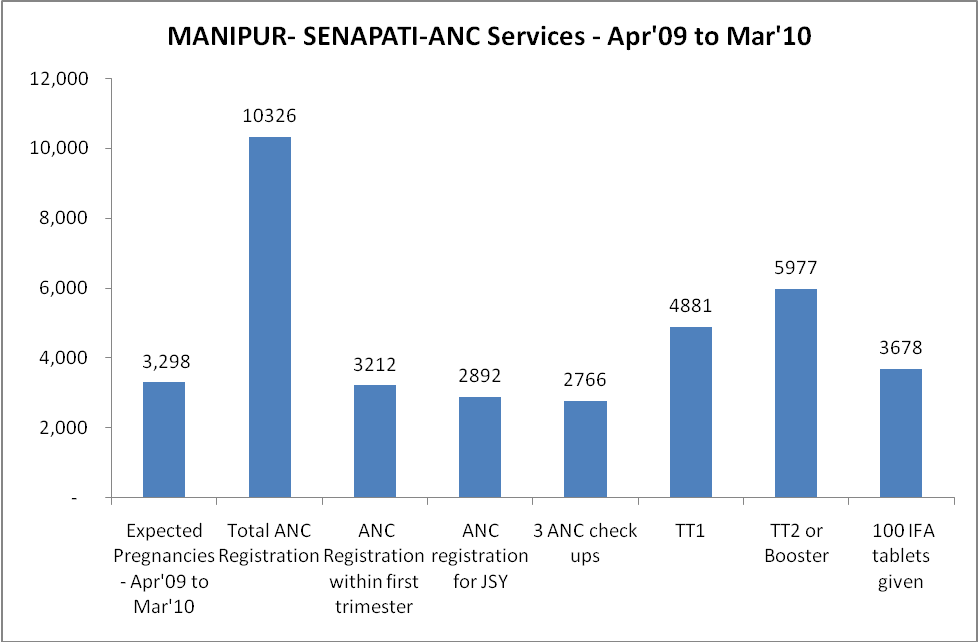 MANIPUR- SENAPATI-ANC Services - Apr'09 to Mar'10
12,000
10,000
8,000
6,000
4,000
2,000
-
3,298
10326
3212
2892
2766
4881
5977
3678
Expected
Pregnancies
- Apr'09 to
Mar'10
Total ANC
Registration
ANC
Registration
within first
trimester
ANC
registration
for JSY
3 ANC check
ups
TT1
TT2 or
Booster
100 IFA
tablets
given